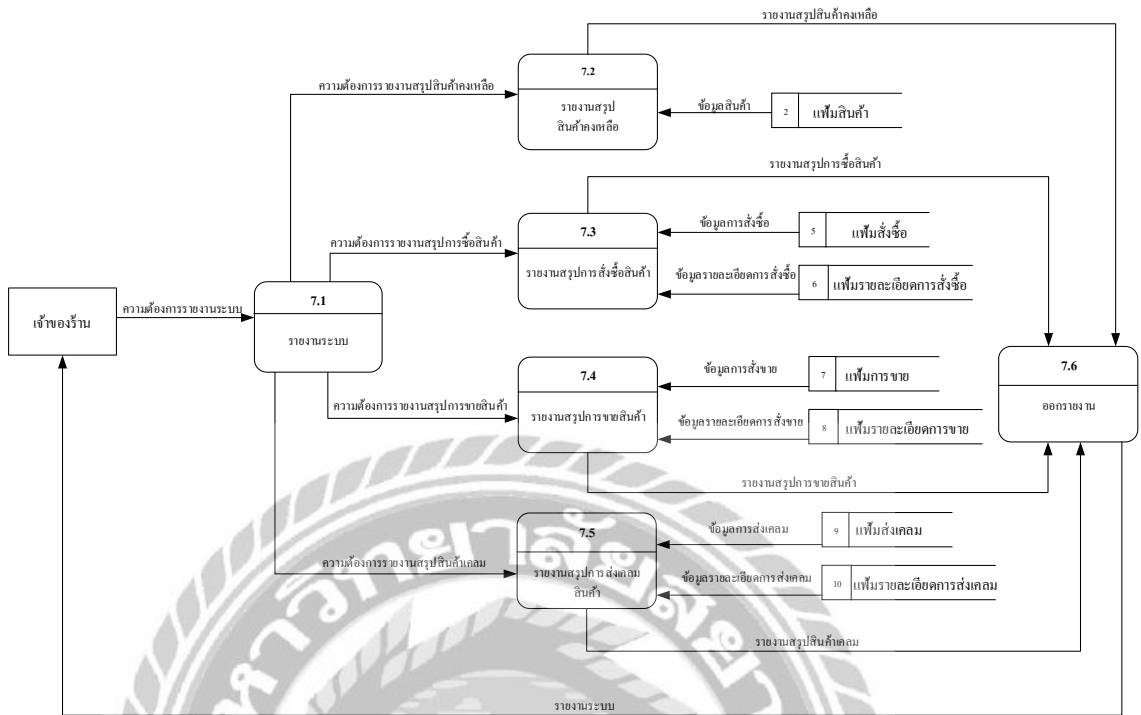 รายงานสรุปสินค้าคงเหลือ
7.2
ความต้องการรายงานสรุปสินค้าคงเหลือ
รายงานสรุป
สินค้าคงเหลือ
ข้อมูลสินค้า
2
แฟ้มสินค้า
รายงานสรุปการซื้อสินค้า
7.3
ความต้องการรายงานสรุปการซื้อสินค้า
รายงานสรุปการสั่งซื้อสินค้า
ข้อมูลการสั่งซื้อ
5
แฟ้มสั่งซื้อ
ข้อมูลรายละเอียดการสั่งซื้อ
6
แฟ้มรายละเอียดการสั่งซื้อ
เจ้าของร้าน
ความต้องการรายงานระบบ
7.1
รายงานระบบ
7.4
ความต้องการรายงานสรุปการขายสินค้า
รายงานสรุปการขายสินค้า
ข้อมูลการสั่งขาย
7
แฟ้มการขาย
ข้อมูลรายละเอียดการสั่งขาย
8
แฟ้มรายละเอียดการขาย
7.6
ออกรายงาน
รายงานสรุปการขายสินค้า
7.5
ความต้องการรายงานสรุปสินค้าเคลม
รายงานสรุปการส่งเคลม
สินค้า
ข้อมูลการส่งเคลม
9
แฟ้มส่งเคลม
ข้อมูลรายละเอียดการส่งเคลม
10
แฟ้มรายละเอียดการส่งเคลม
รายงานสรุปสินค้าเคลม
รายงานระบบ